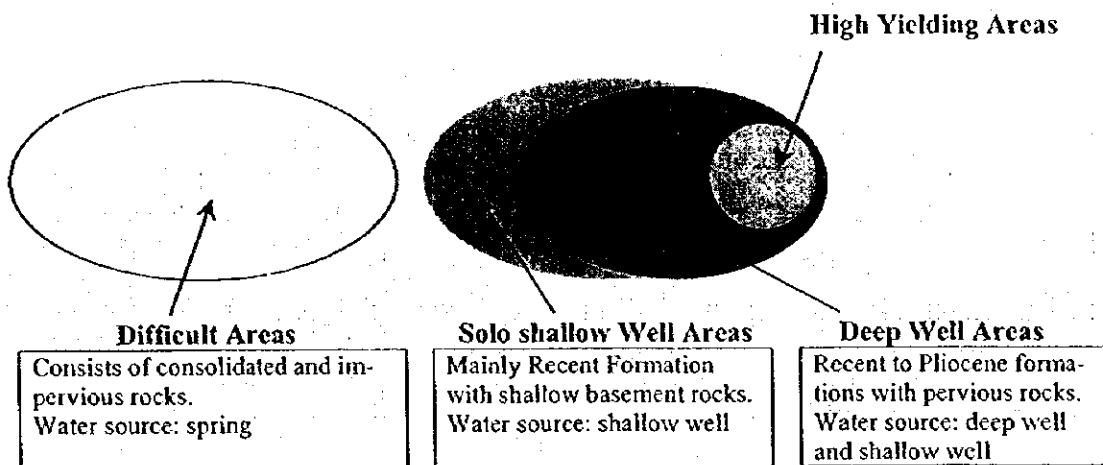 High Yielding Areas
Difficult Areas
Consists of consolidated and im-
pervious rocks.
Water source: spring
Solo shallow Well Areas
Mainly Recent Formation
with shallow basement rocks.
Water source: shallow well
Deep Well Areas
Recent to Pliocene forma-
tions with pervious rocks.
Water source: deep well
and shallow well